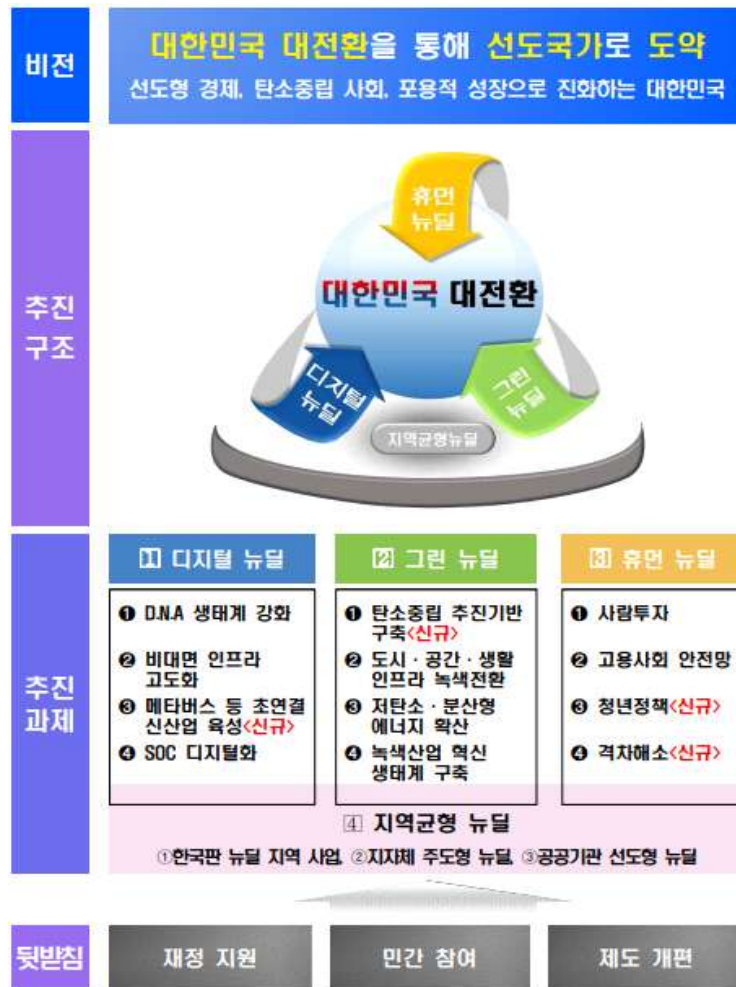 비전
대한민국 대전환을 통해 선도국가로 도약
선도형 경제, 탄소중립 사회, 포용적 성장으로 진화하는 대한민국
추진
구조
휴먼
뉴딜
대한민국 대전환
디지털
뉴딜
그린
뉴딜
지역균형뉴딜
추진
과제
1 디지털 뉴딜
❶ D.N.A 생태계 강화
❷ 비대면 인프라
고도화
❸ 메타버스 등 초연결
신산업 육성<신규>
❹ SOC 디지털화
2 그린 뉴딜
❶ 탄소중립 추진기반
구축<신규>
❷ 도시·공간·생활
인프라 녹색전환
❸ 저탄소·분산형
에너지 확산
❹ 녹색산업 혁신
생태계 구축
3 휴먼 뉴딜
❶ 사람투자
❷ 고용사회 안전망
❸ 청년정책<신규>
❹ 격차해소<신규>
4 지역균형 뉴딜
①한국판 뉴딜 지역 사업, ②지자체 주도형 뉴딜, ③공공기관 선도형 뉴딜
뒷받침
재정 지원
민간 참여
제도 개편